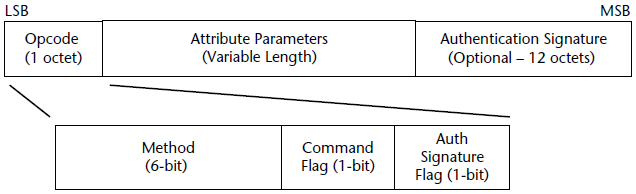 LSB MSB
Opcode
(1 octet)
Attribute Parameters
(Variable Length)
Authentication Signature
(Optional – 12 octets)
Method
(6-bit)
Command
Flag (1-bit)
Auth
Signature
Flag (1-bit)